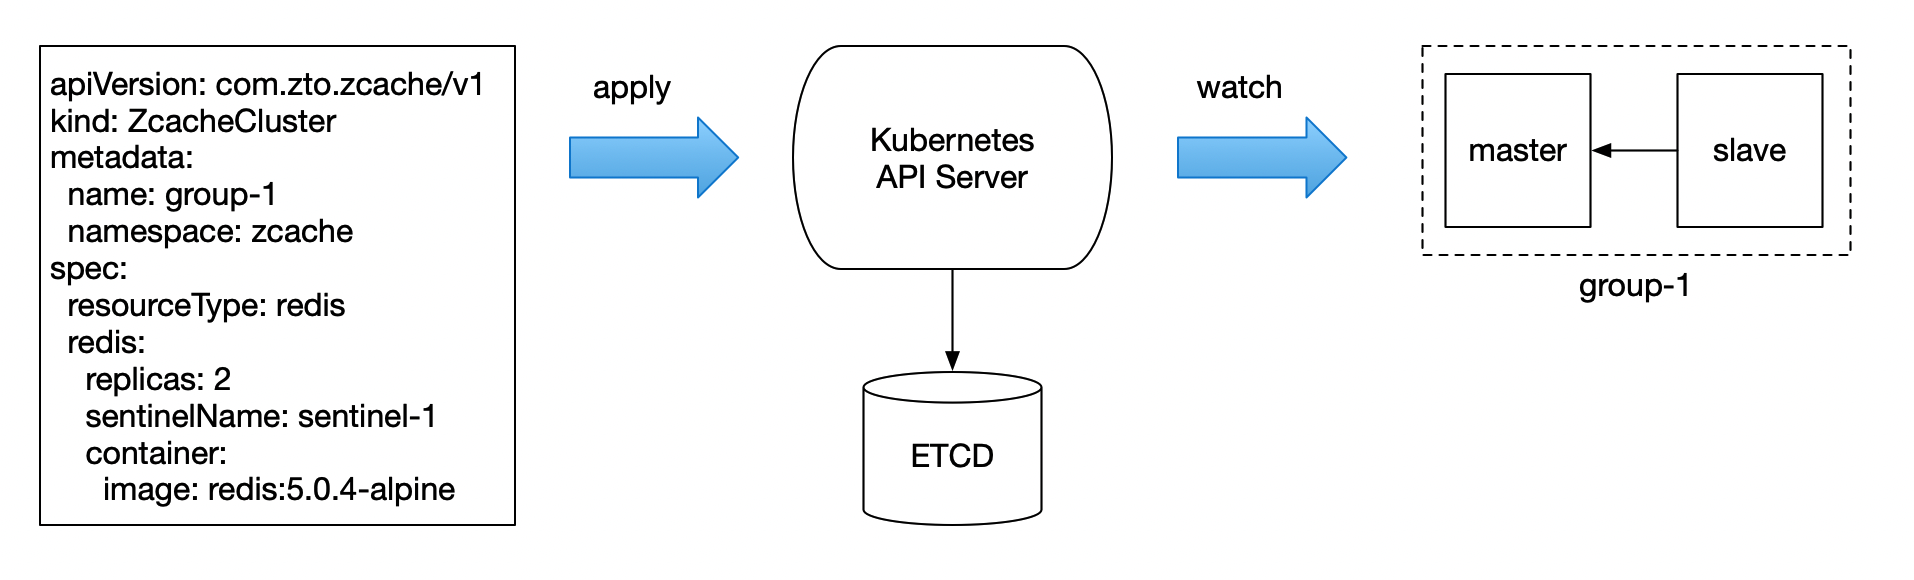 apiVersion: com.zto.zcache/v1
kind: ZcacheCluster
metadata:
  name: group-1
  namespace: zcache
spec:
  resourceType: redis
  redis:
    replicas: 2
    sentinelName: sentinel-1
    container:
      image: redis:5.0.4-alpine
apply
Kubernetes
API Server
ETCD
watch
master
slave
group-1